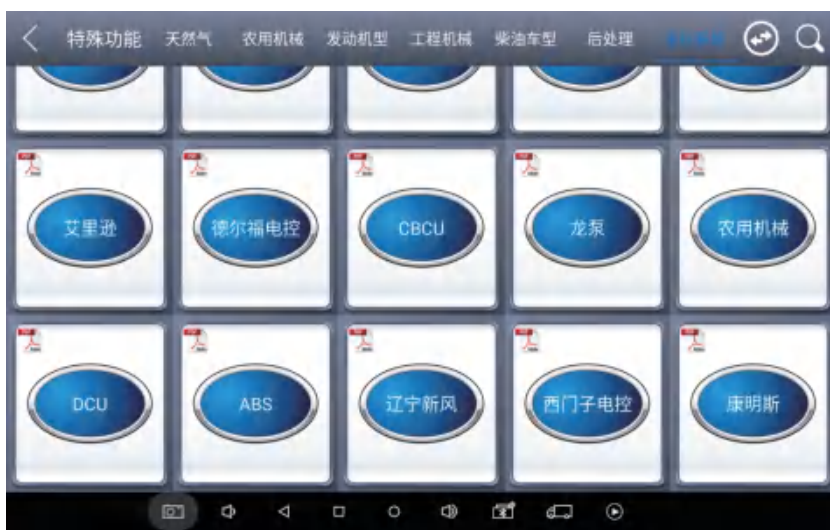 特殊功能 天然气 农用机械 发动机型 工程机械 柴油车型 后处理
艾里逊 德尔福电控 CBCU 龙泵 农用机械
DCU ABS 辽宁新风 西门子电控 康明斯